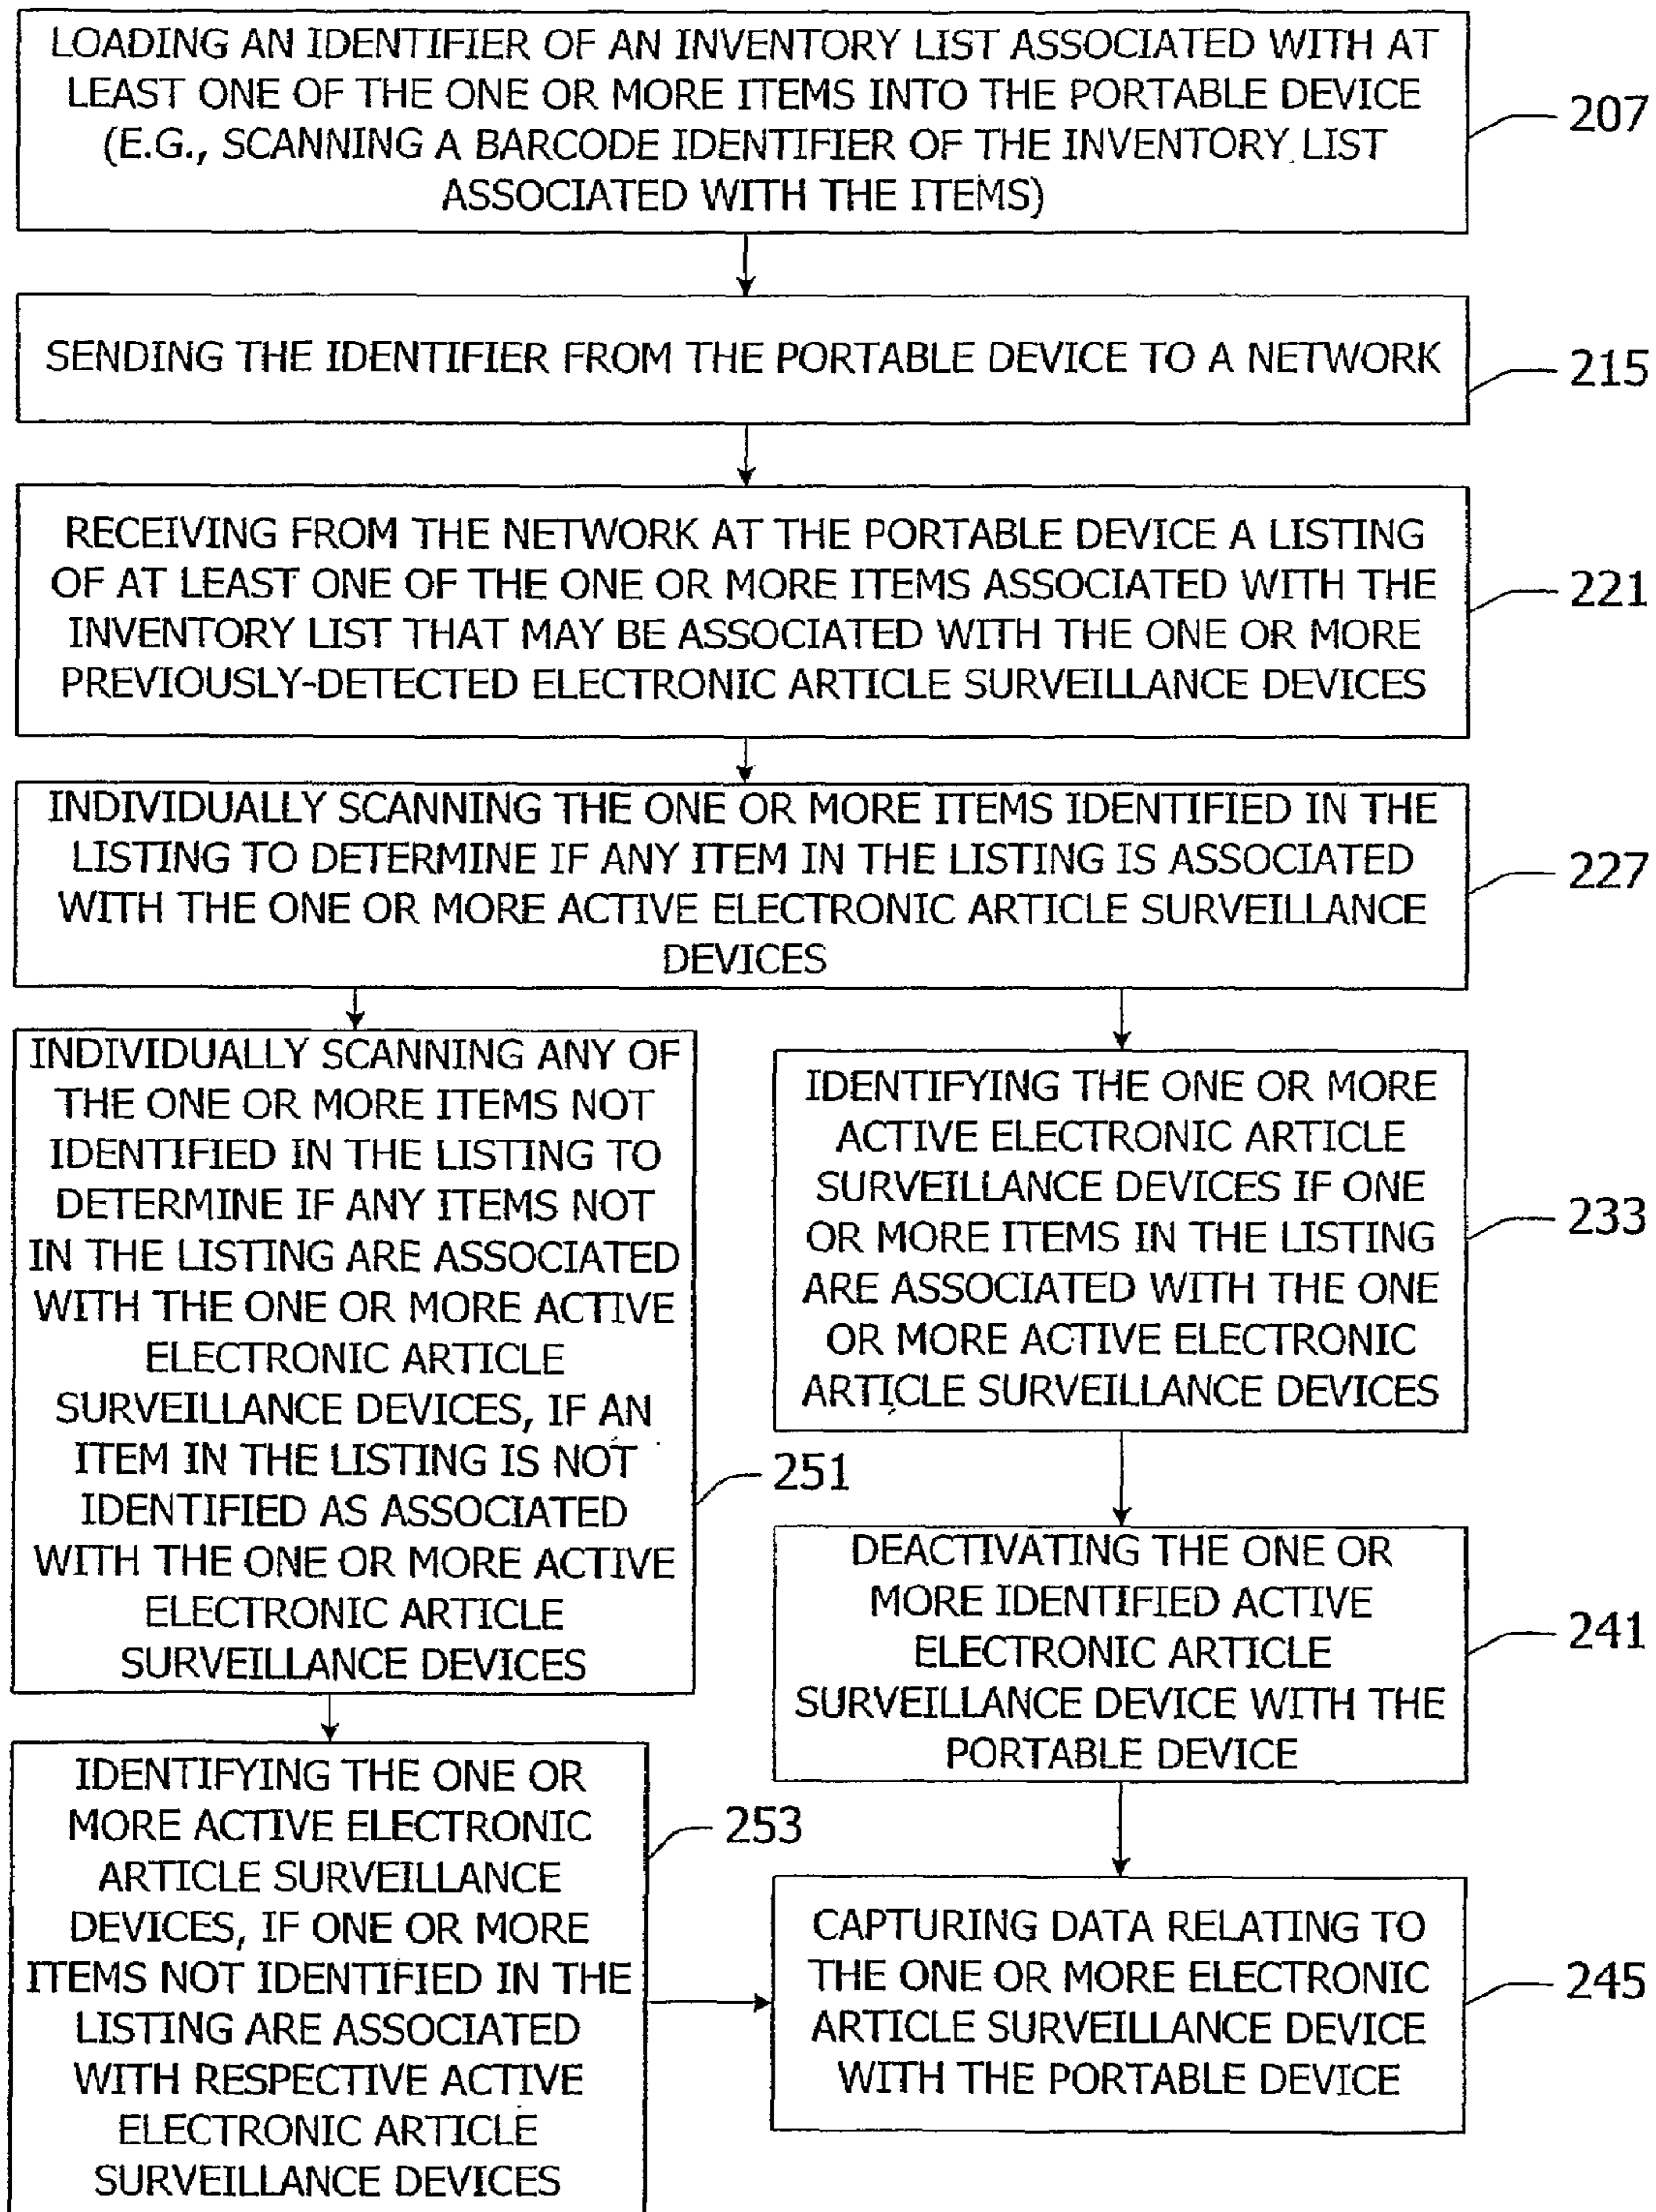 LOADING AN IDENTIFIER OF AN INVENTORY LIST ASSOCIATED WITH AT
LEAST ONE OF THE ONE OR MORE ITEMS INTO THE PORTABLE DEVICE
(E.G., SCANNING A BARCODE IDENTIFIER OF THE INVENTORY LIST
ASSOCIATED WITH THE ITEMS)
207
SENDING THE IDENTIFIER FROM THE PORTABLE DEVICE TO A NETWORK
215
RECEIVING FROM THE NETWORK AT THE PORTABLE DEVICE A LISTING
OF AT LEAST ONE OF THE ONE OR MORE ITEMS ASSOCIATED WITH THE
INVENTORY LIST THAT MAY BE ASSOCIATED WITH THE ONE OR MORE
PREVIOUSLY-DETECTED ELECTRONIC ARTICLE SURVEILLANCE DEVICES
221
INDIVIDUALLY SCANNING THE ONE OR MORE ITEMS IDENTIFIED IN THE
LISTING TO DETERMINE IF ANY ITEM IN THE LISTING IS ASSOCIATED
WITH THE ONE OR MORE ACTIVE ELECTRONIC ARTICLE SURVEILLANCE
DEVICES
227
INDIVIDUALLY SCANNING ANY OF
THE ONE OR MORE ITEMS NOT
IDENTIFIED IN THE LISTING TO
DETERMINE IF ANY ITEMS NOT
IN THE LISTING ARE ASSOCIATED
WITH THE ONE OR MORE ACTIVE
ELECTRONIC ARTICLE
SURVEILLANCE DEVICES, IF AN
ITEM IN THE LISTING IS NOT
IDENTIFIED AS ASSOCIATED
WITH THE ONE OR MORE ACTIVE
ELECTRONIC ARTICLE
SURVEILLANCE DEVICES
251
IDENTIFYING THE ONE OR MORE
ACTIVE ELECTRONIC ARTICLE
SURVEILLANCE DEVICES IF ONE
OR MORE ITEMS IN THE LISTING
ARE ASSOCIATED WITH THE ONE
OR MORE ACTIVE ELECTRONIC
ARTICLE SURVEILLANCE DEVICES
233
DEACTIVATING THE ONE OR
MORE IDENTIFIED ACTIVE
ELECTRONIC ARTICLE
SURVEILLANCE DEVICE WITH THE
PORTABLE DEVICE
241
IDENTIFYING THE ONE OR
MORE ACTIVE ELECTRONIC
ARTICLE SURVEILLANCE
DEVICES, IF ONE OR MORE
ITEMS NOT IDENTIFIED IN THE
LISTING ARE ASSOCIATED
WITH RESPECTIVE ACTIVE
ELECTRONIC ARTICLE
SURVEILLANCE DEVICES
253
CAPTURING DATA RELATING TO
THE ONE OR MORE ELECTRONIC
ARTICLE SURVEILLANCE DEVICE
WITH THE PORTABLE DEVICE
245